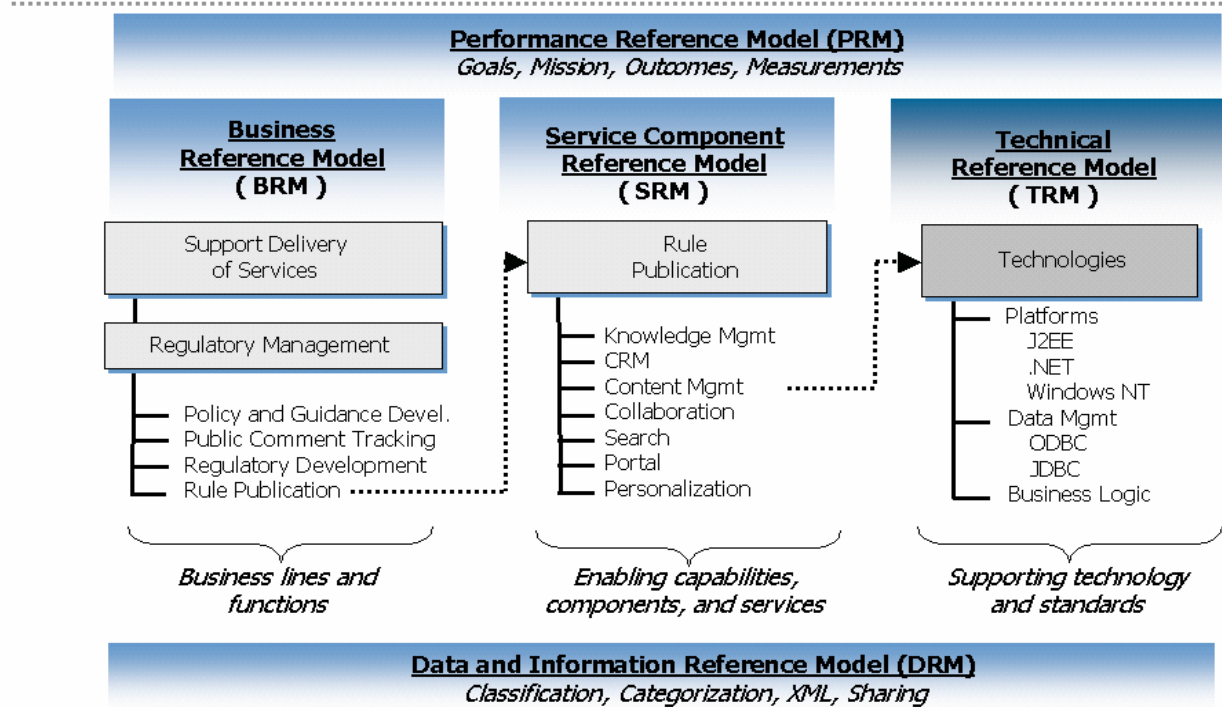 Performance Reference Model (PRM)
Goals, Mission, Outcomes, Measurements
Business
Reference Model
( BRM )
Support Delivery
of Services
Regulatory Management
Policy and Guidance Devel.
Public Comment Tracking
Regulatory Development
Rule Publication
Business lines and
functions
Service Component
Reference Model
( SRM )
Rule
Publication
Knowledge Mgmt
CRM
Content Mgmt
Collaboration
Search
Portal
Personalization
Enabling capabilities,
components, and services
Technical
Reference Model
( TRM )
Technologies
Platforms
J2EE
.NET
Windows NT
Data Mgmt
ODBC
JDBC
Business Logic
Supporting technology
and standards
Data and Information Reference Model (DRM)
Classification, Categorization, XML, Sharing